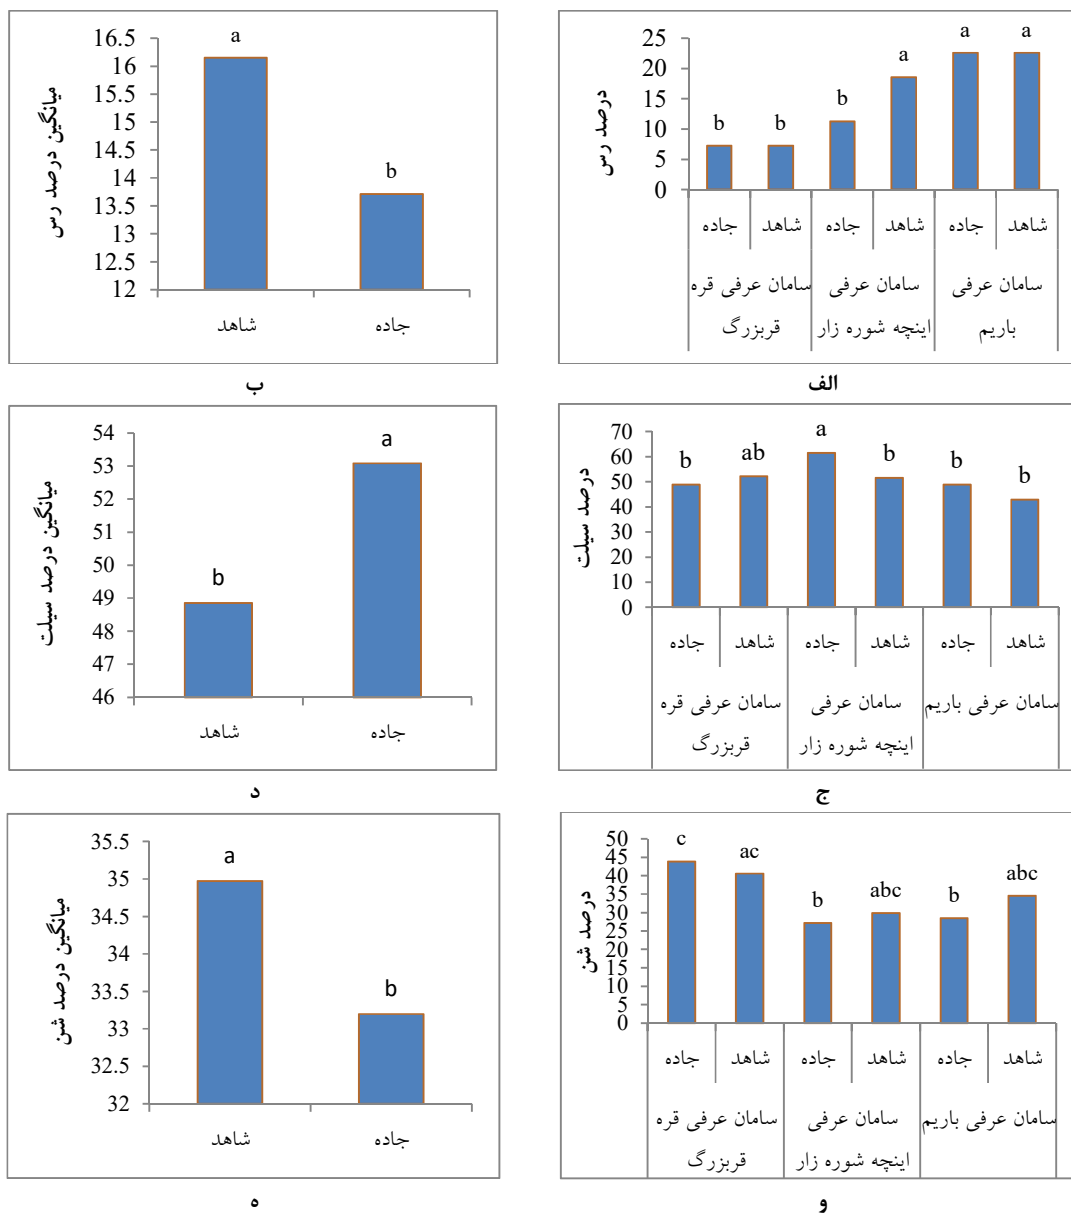 درصد رس
25
20
15
10
5
0
b
b
b
a
a
a
جاده
شاهد
جاده
شاهد
جاده
شاهد
سامان عرفی قره
قربزرگ
سامان عرفی
اینچه شوره زار
سامان عرفی
باریم
الف
میانگین درصد رس
16.5
16
15.5
15
14.5
14
13.5
13
12.5
12
a
b
شاهد
جاده
ب
درصد سیلت
70
60
50
40
30
20
10
0
b
ab
a
b
b
b
جاده
شاهد
جاده
شاهد
جاده
شاهد
سامان عرفی قره
قربزرگ
سامان عرفی
اینچه شوره زار
سامان عرفی باریم
ج
میانگین درصد سیلت
54
53
52
51
50
49
48
47
46
b
a
شاهد
جاده
د
درصد شن
50
45
40
35
30
25
20
15
10
5
0
c
ac
b
abc
b
abc
جاده
شاهد
جاده
شاهد
جاده
شاهد
سامان عرفی قره
قربزرگ
سامان عرفی
اینچه شوره زار
سامان عرفی باریم
و
میانگین درصد شن
35.5
35
34.5
34
33.5
33
32.5
32
a
b
شاهد
جاده
ه